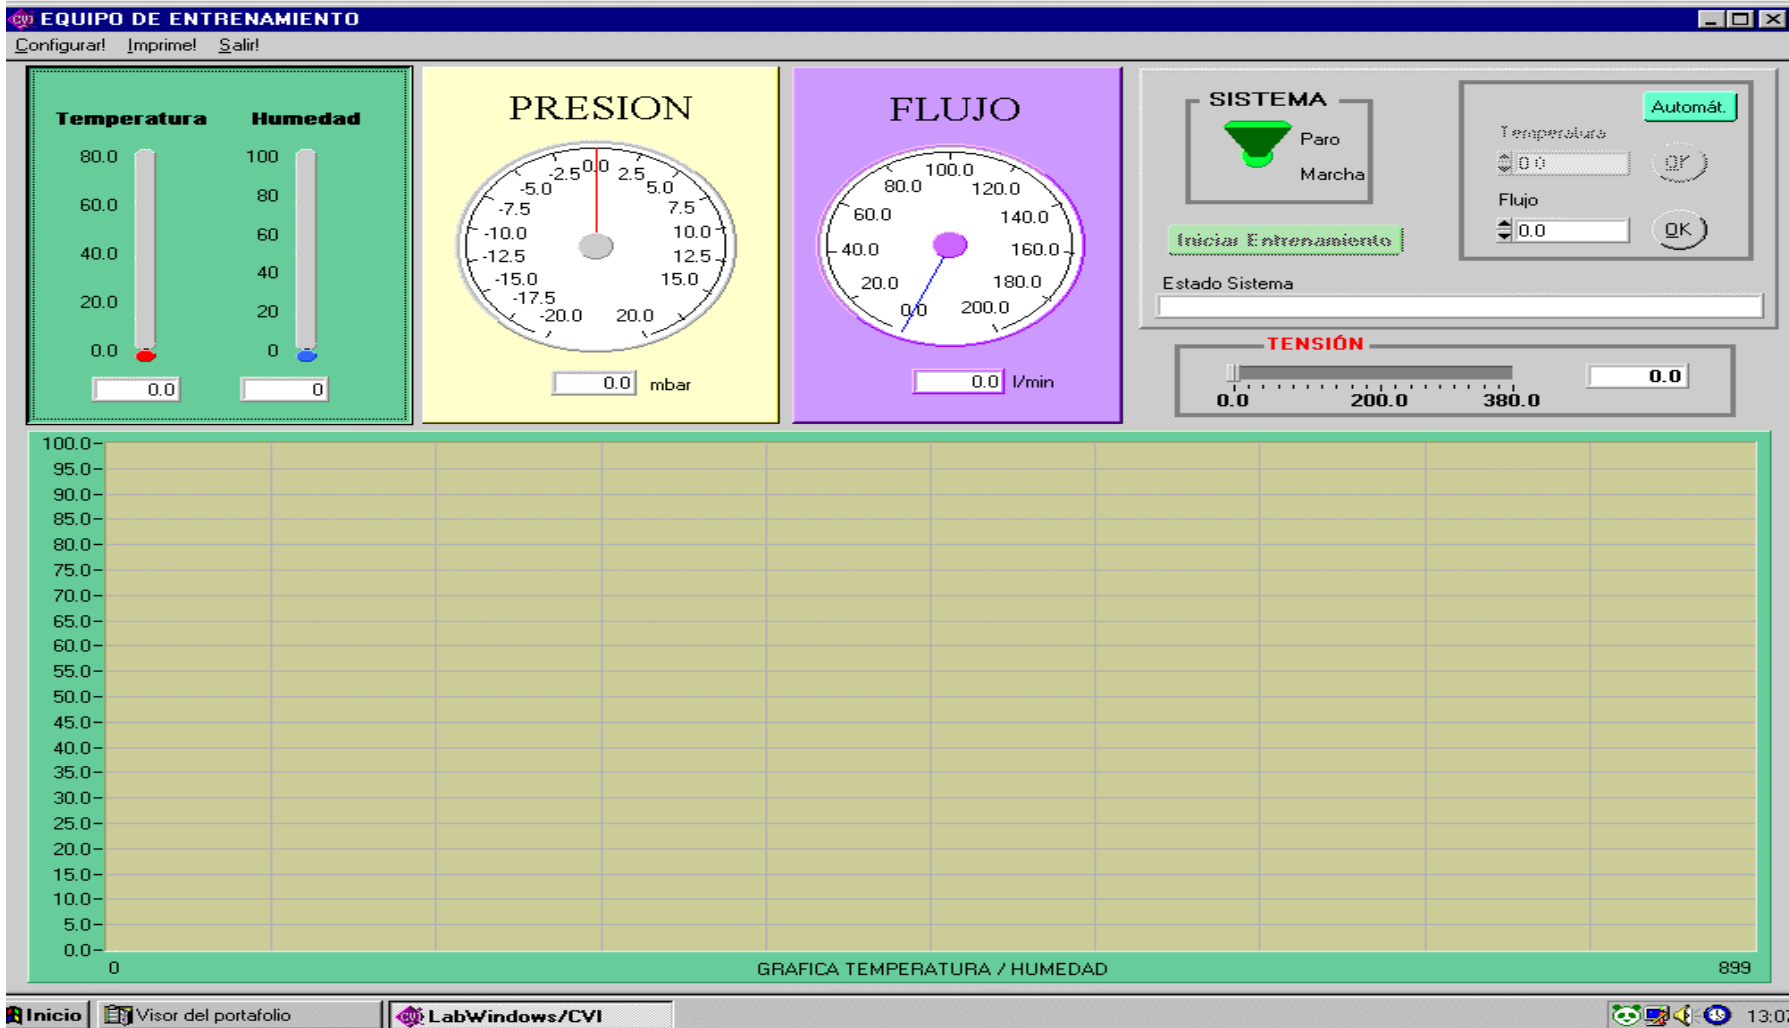 EQUIPO DE ENTRENAMIENTO
Configurar! Imprime! Salir!
Temperatura Humedad
80.0
60.0
40.0
20.0
0.0
100
80
60
40
20
0
0.0
0
PRESION
-20.0
-17.5
-15.0
-12.5
-10.0
-7.5
-5.0
-2.5
0.0
2.5
5.0
7.5
10.0
12.5
15.0
20.0
0.0 mbar
FLUJO
0.0
20.0
40.0
60.0
80.0
100.0
120.0
140.0
160.0
180.0
200.0
0.0 l/min
SISTEMA
Paro
Marcha
Iniciar Entrenamiento
Automát.
Temperatura
0.0 OK
Flujo
0.0 OK
Estado Sistema
TENSIÓN
0.0 200.0 380.0
0.0
100.0
95.0
90.0
85.0
80.0
75.0
70.0
65.0
60.0
55.0
50.0
45.0
40.0
35.0
30.0
25.0
20.0
15.0
10.0
5.0
0.0
0 GRAFICA TEMPERATURA / HUMEDAD 899
Inicio Visor del portafolio LabWindows/CVI